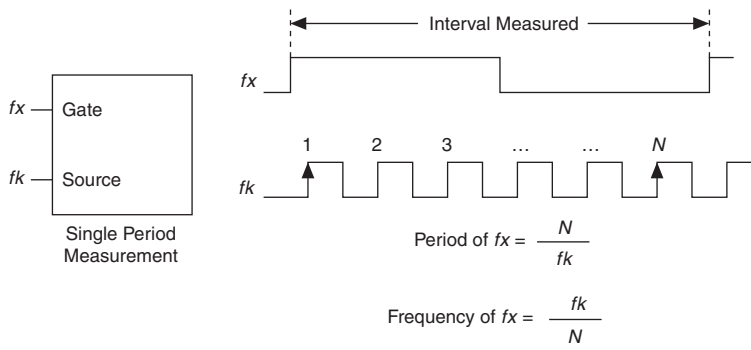 Interval Measured
fx
fx Gate
1 2 3 … … N
fk Source
fk
Single Period
Measurement
Period of fx = N
fk
Frequency of fx = fk
N